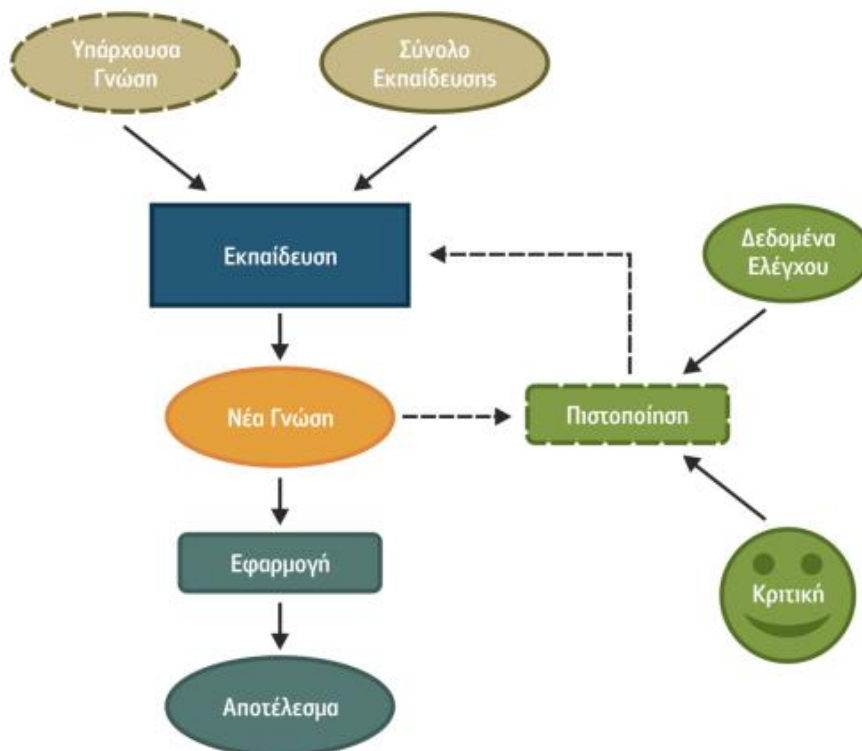 Υπάρχουσα
Γνώση
Σύνολο
Εκπαίδευσης
Εκπαίδευση
Δεδομένα
Ελέγχου
Νέα Γνώση
Πιστοποίηση
Εφαρμογή
Κριτική
Αποτέλεσμα